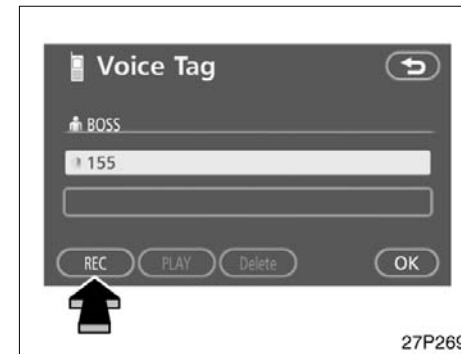 Voice Tag
BOSS
155
REC PLAY Delete OK
27P269